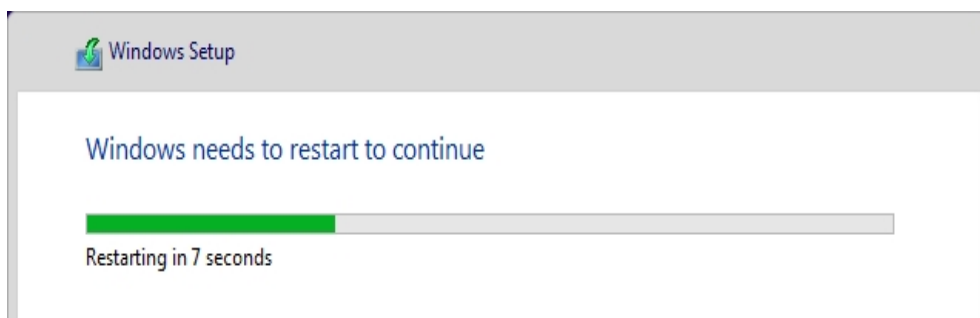 Windows Setup
Windows needs to restart to continue
Restarting in 7 seconds